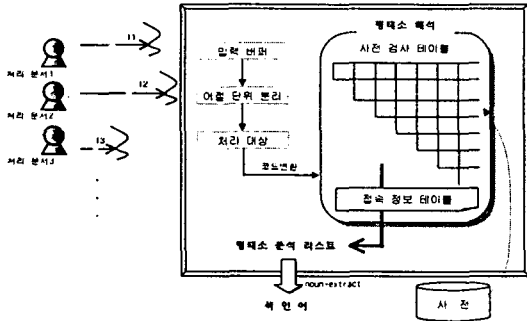 처리 문서1
처리 문서2
처리 문서3
T1
T2
T3
입력 버퍼
어절 단위 분리
처리 대상
코드변환
형태소 해석
사전 검사 테이블
접속 정보 테이블
형태소 분석 리스트
noun-extract
색 인 어
사 전